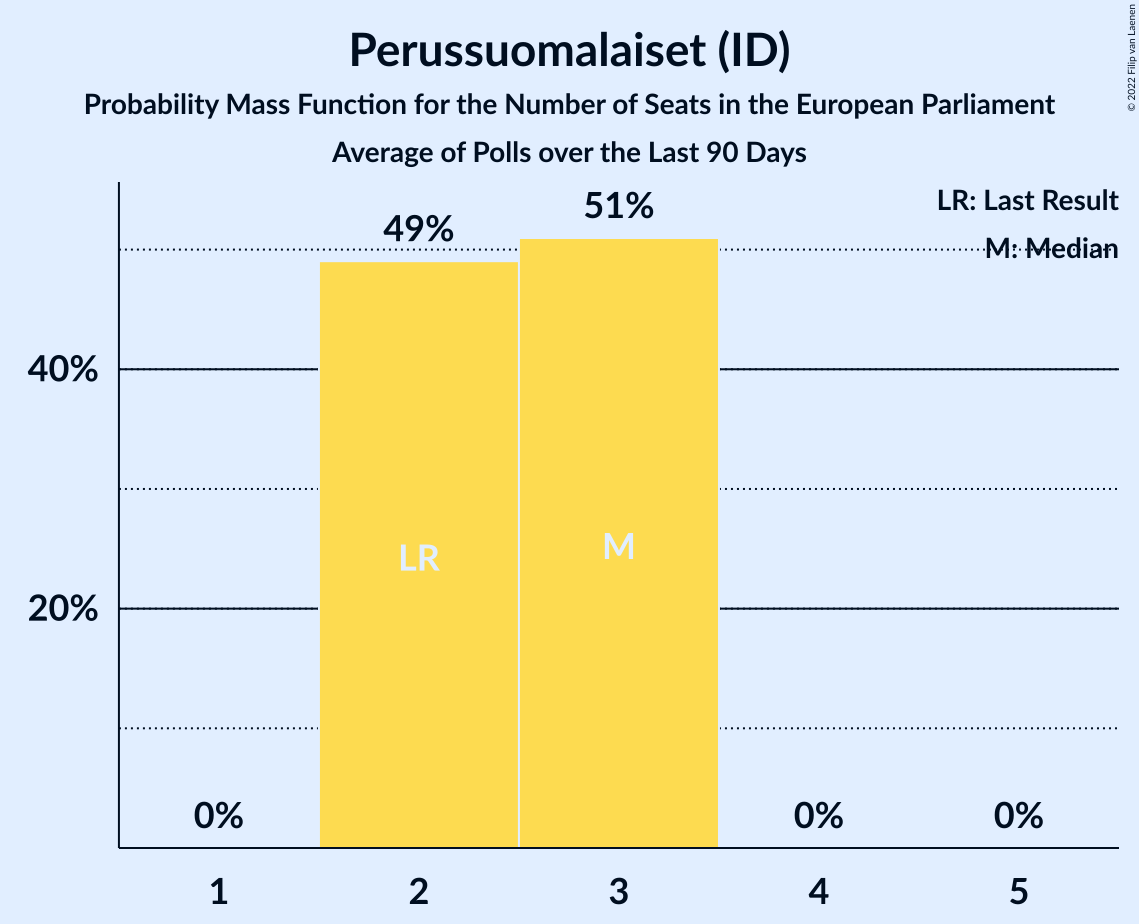 Perussuomalaiset (ID)
Probability Mass Function for the Number of Seats in the European Parliament
Average of Polls over the Last 90 Days
© 2022 Filip van Laenen
LR: Last Result
M: Median
49%
51%
40%
20%
LR
M
0%
0%
0%
1
2
3
4
5